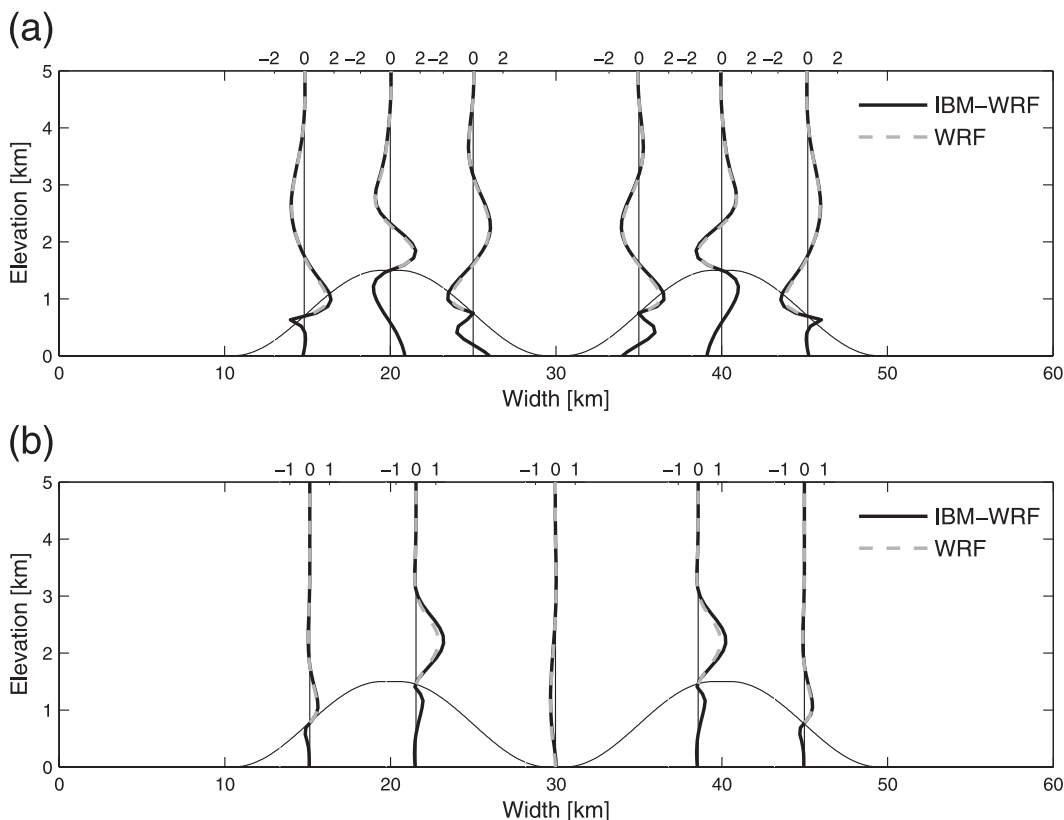 (a)
−2 0 2 −2 0 2 −2 0 2 −2 0 2 −2 0 2 −2 0 2
5
4
3
2
1
0
Elevation [km]
IBM−WRF
WRF
0 10 20 30 40 50 60
Width [km]
(b)
−1 0 1 −1 0 1 −1 0 1 −1 0 1 −1 0 1
5
4
3
2
1
0
Elevation [km]
IBM−WRF
WRF
0 10 20 30 40 50 60
Width [km]